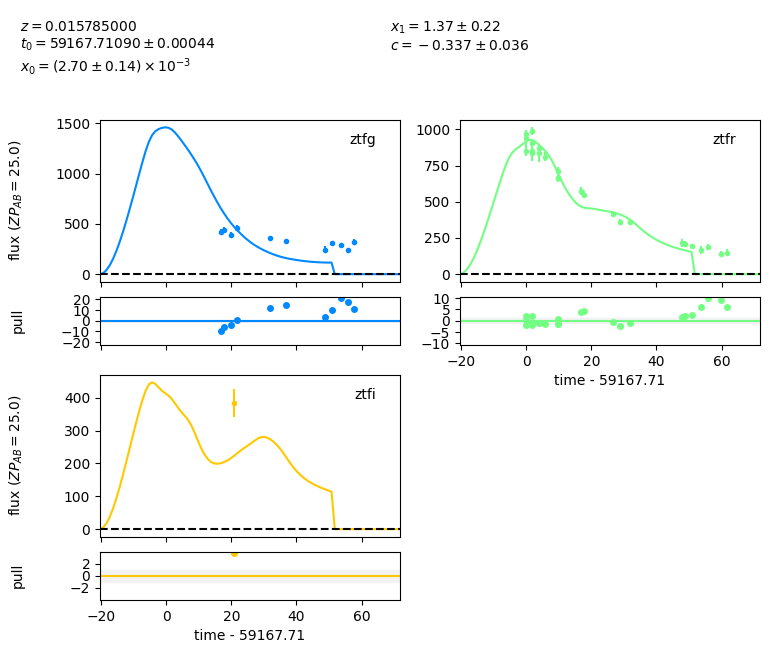 z = 0.015785000
t₀ = 59167.71090 ± 0.00044
x₀ = (2.70 ± 0.14) × 10⁻³
x₁ = 1.37 ± 0.22
c = −0.337 ± 0.036
flux (ZP_AB = 25.0)
1500
1000
500
0
ztfg
1000
750
500
250
0
ztfr
pull
20
10
0
−10
−20
10
5
0
−5
−10
−20 0 20 40 60
time - 59167.71
flux (ZP_AB = 25.0)
400
300
200
100
0
ztfi
pull
2
0
−2
−20 0 20 40 60
time - 59167.71